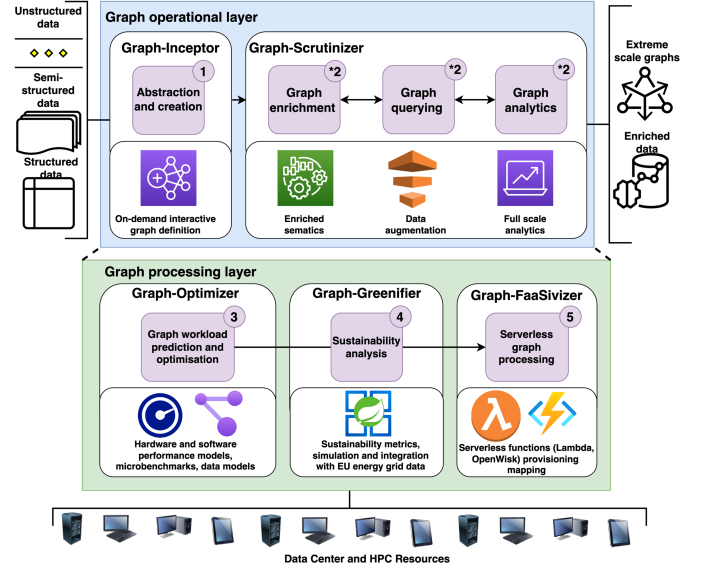 Unstructured
data
Semi-
structured
data
Structured
data
Graph operational layer
Graph-Inceptor
1
Abstraction
and creation
On-demand interactive
graph definition
Graph-Scrutinizer
*2
Graph
enrichment
*2
Graph
querying
*2
Graph
analytics
Enriched
sematics
Data
augmentation
Full scale
analytics
Extreme
scale graphs
Enriched
data
Graph processing layer
Graph-Optimizer
3
Graph workload
prediction and
optimisation
Hardware and software
performance models,
microbenchmarks, data models
Graph-Greenifier
4
Sustainability
analysis
Sustainability metrics,
simulation and integration
with EU energy grid data
Graph-FaaSivizer
5
Serverless
graph
processing
Serverless functions (Lambda,
OpenWisk) provisioning
mapping
Data Center and HPC Resources